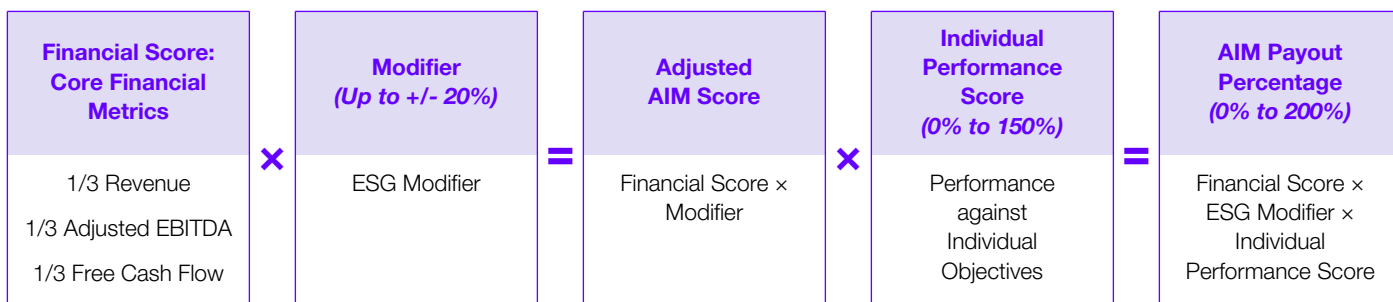 Financial Score:
Core Financial
Metrics
1/3 Revenue
1/3 Adjusted EBITDA
1/3 Free Cash Flow
×
Modifier
(Up to +/- 20%)
ESG Modifier
=
Adjusted
AIM Score
Financial Score ×
Modifier
×
Individual
Performance
Score
(0% to 150%)
Performance
against
Individual
Objectives
=
AIM Payout
Percentage
(0% to 200%)
Financial Score ×
ESG Modifier ×
Individual
Performance Score